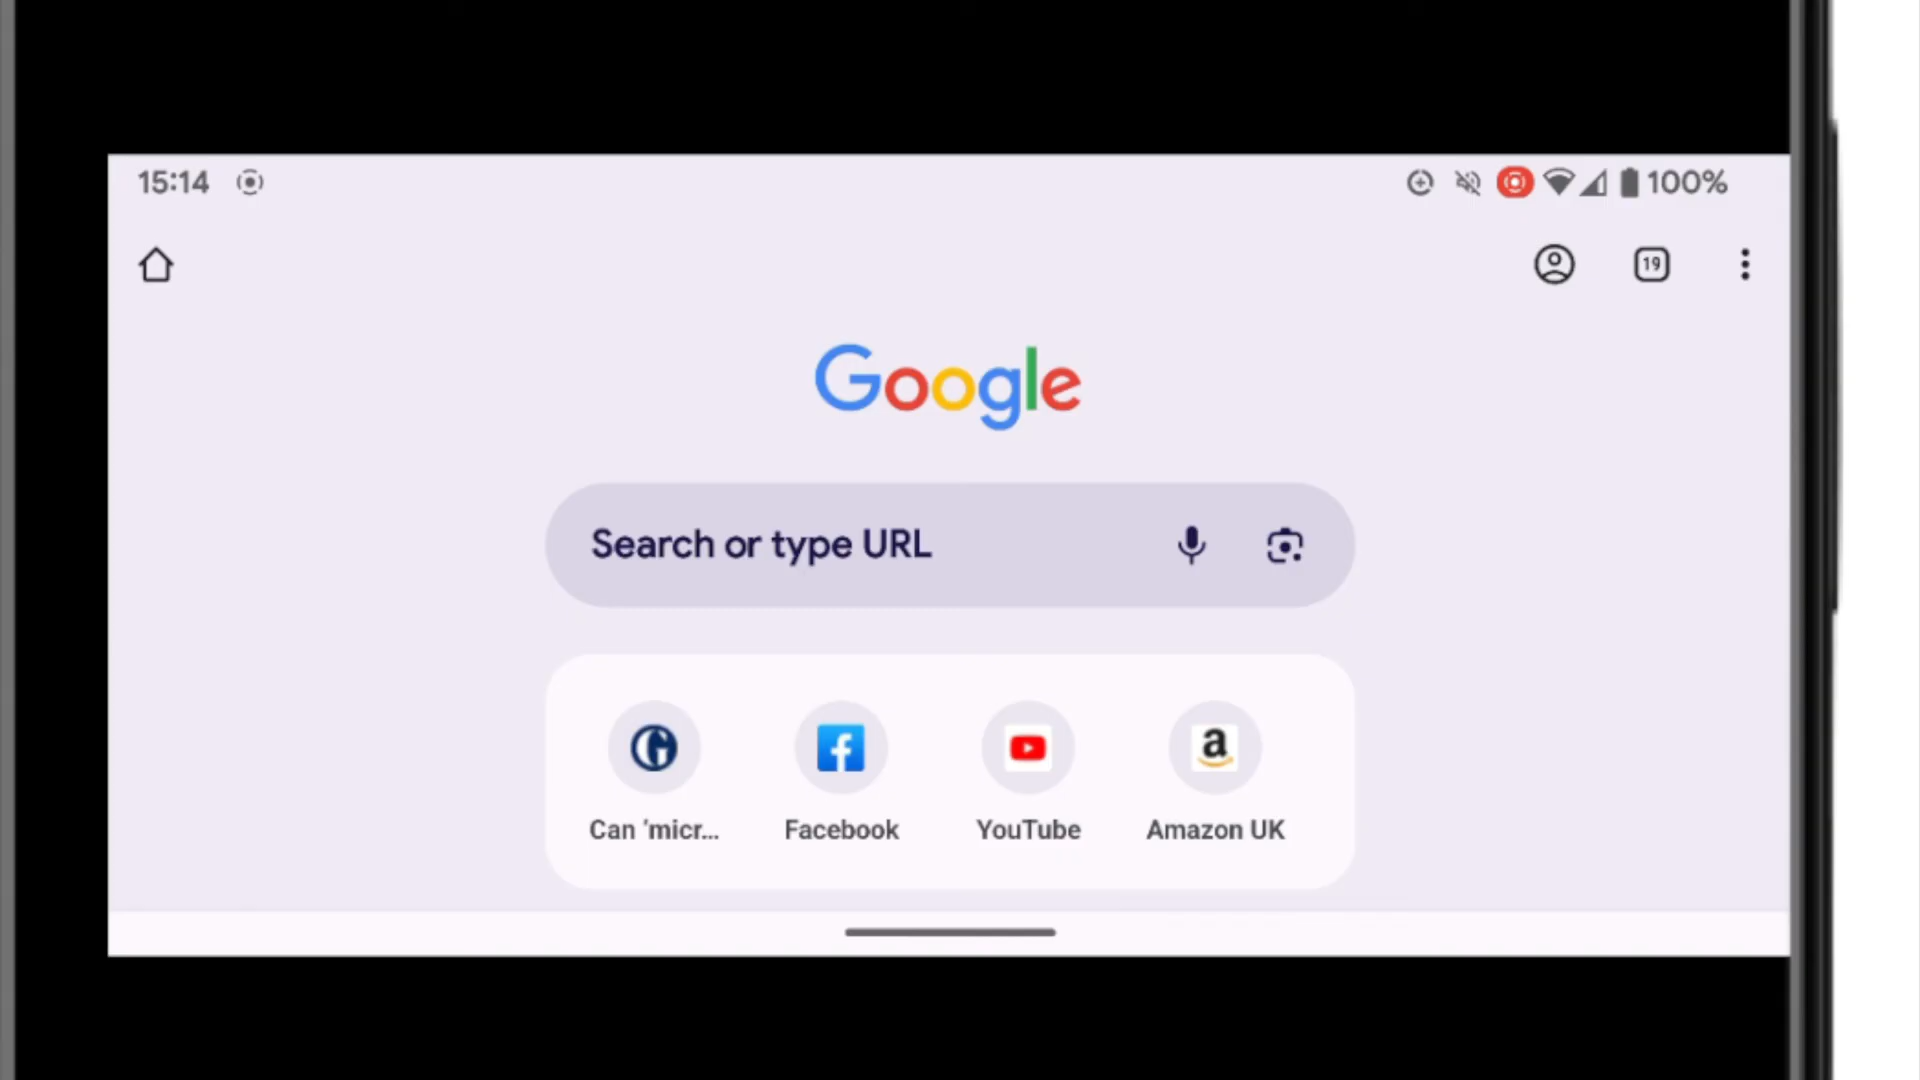 15:14
100%
19
Google
Search or type URL
Can 'micr...
Facebook
YouTube
Amazon UK